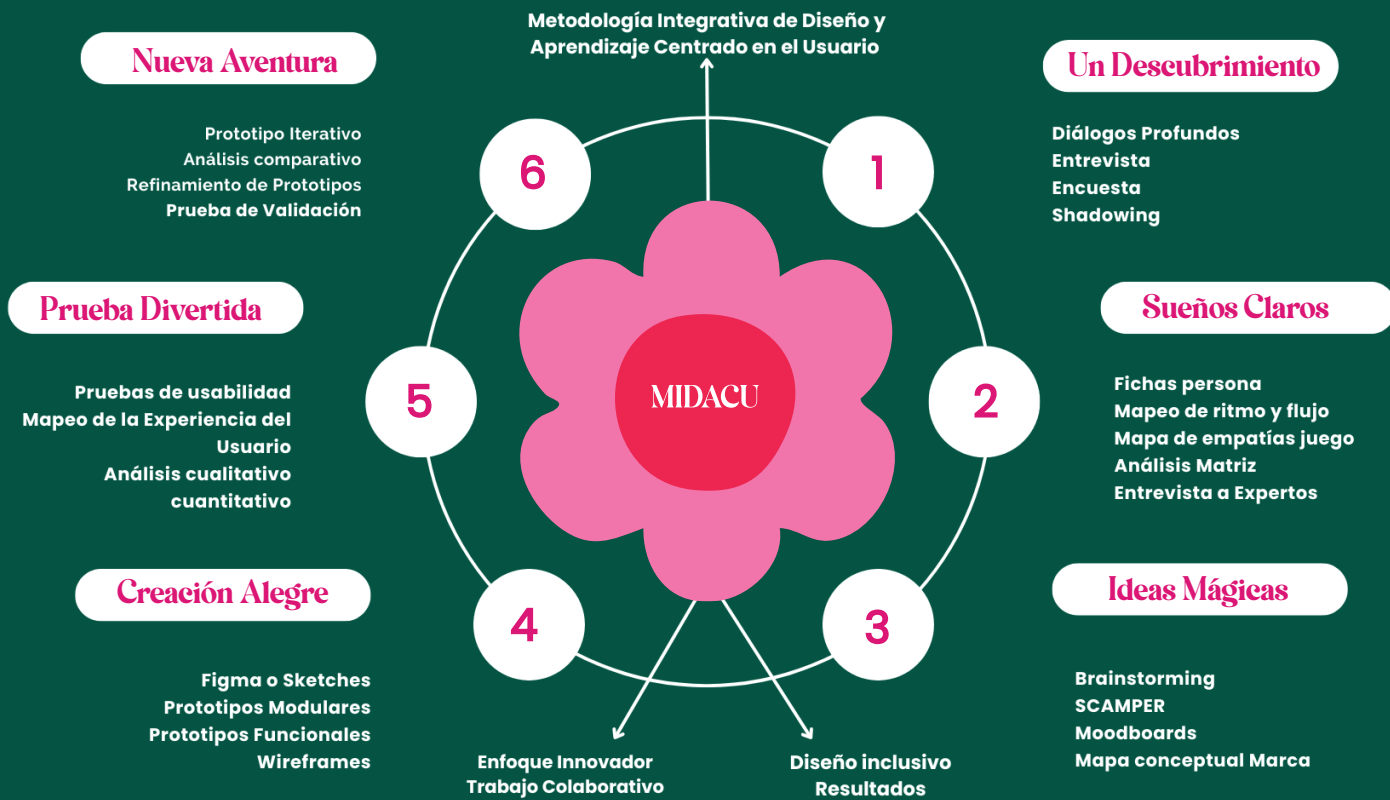 Metodología Integrativa de Diseño y
Aprendizaje Centrado en el Usuario
MIDACU
1
Un Descubrimiento
Diálogos Profundos
Entrevista
Encuesta
Shadowing
2
Sueños Claros
Fichas persona
Mapeo de ritmo y flujo
Mapa de empatías juego
Análisis Matriz
Entrevista a Expertos
3
Ideas Mágicas
Brainstorming
SCAMPER
Moodboards
Mapa conceptual Marca
4
Creación Alegre
Figma o Sketches
Prototipos Modulares
Prototipos Funcionales
Wireframes
5
Prueba Divertida
Pruebas de usabilidad
Mapeo de la Experiencia del
Usuario
Análisis cualitativo
cuantitativo
6
Nueva Aventura
Prototipo Iterativo
Análisis comparativo
Refinamiento de Prototipos
Prueba de Validación
Enfoque Innovador
Trabajo Colaborativo
Diseño inclusivo
Resultados